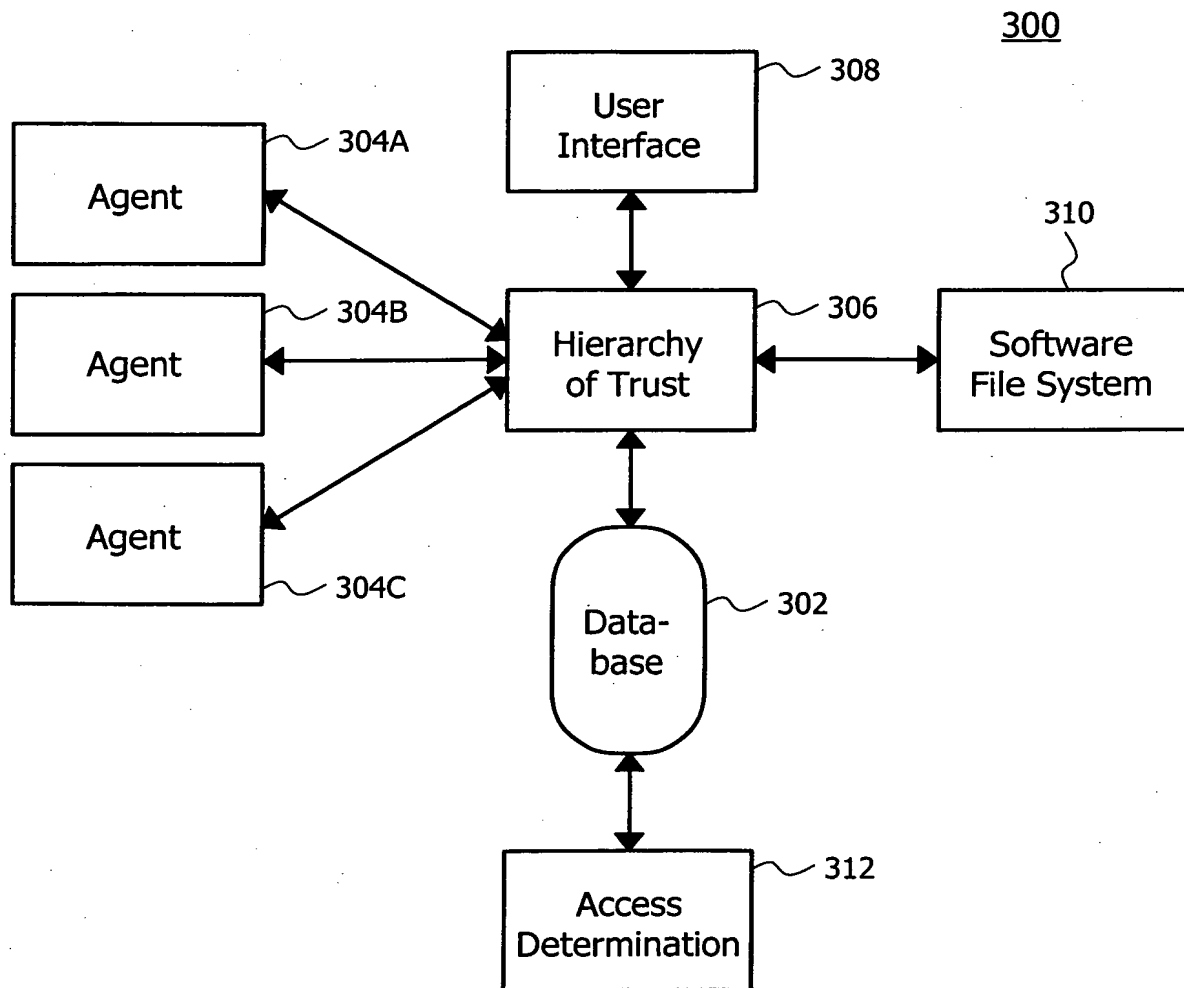 300
308
User
Interface
304A
Agent
310
304B
Agent
306
Hierarchy
of Trust
Software
File System
Agent
304C
302
Data-
base
312
Access
Determination